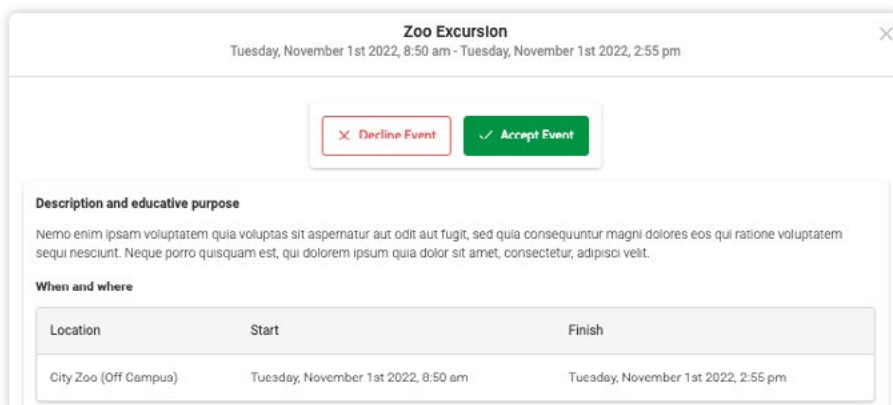 Zoo Excursion
Tuesday, November 1st 2022, 8:50 am - Tuesday, November 1st 2022, 2:55 pm
Decline Event
Accept Event
Description and educative purpose
Nemo enim ipsam voluptatem quia voluptas sit aspernatur aut odit aut fugit, sed quia consequuntur magni dolores eos qui ratione voluptatem
sequi nesciunt. Neque porro quisquam est, qui dolorem ipsum quia dolor sit amet, consectetur, adipisci velit.
When and where
Location Start Finish
City Zoo (Off Campus) Tuesday, November 1st 2022, 8:50 am Tuesday, November 1st 2022, 2:55 pm